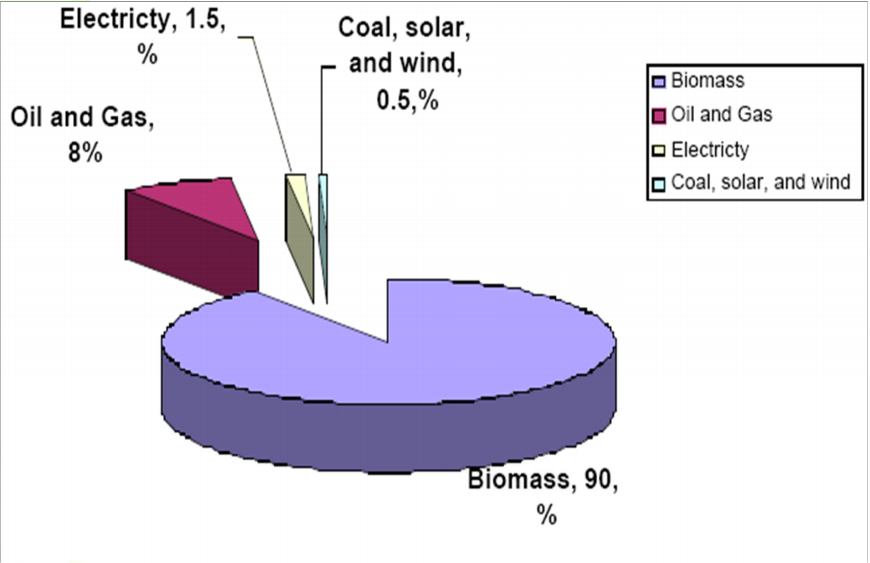 Electricty, 1.5,
%
Coal, solar,
and wind,
0.5,%
Oil and Gas,
8%
Biomass
Oil and Gas
Electricty
Coal, solar, and wind
Biomass, 90,
%